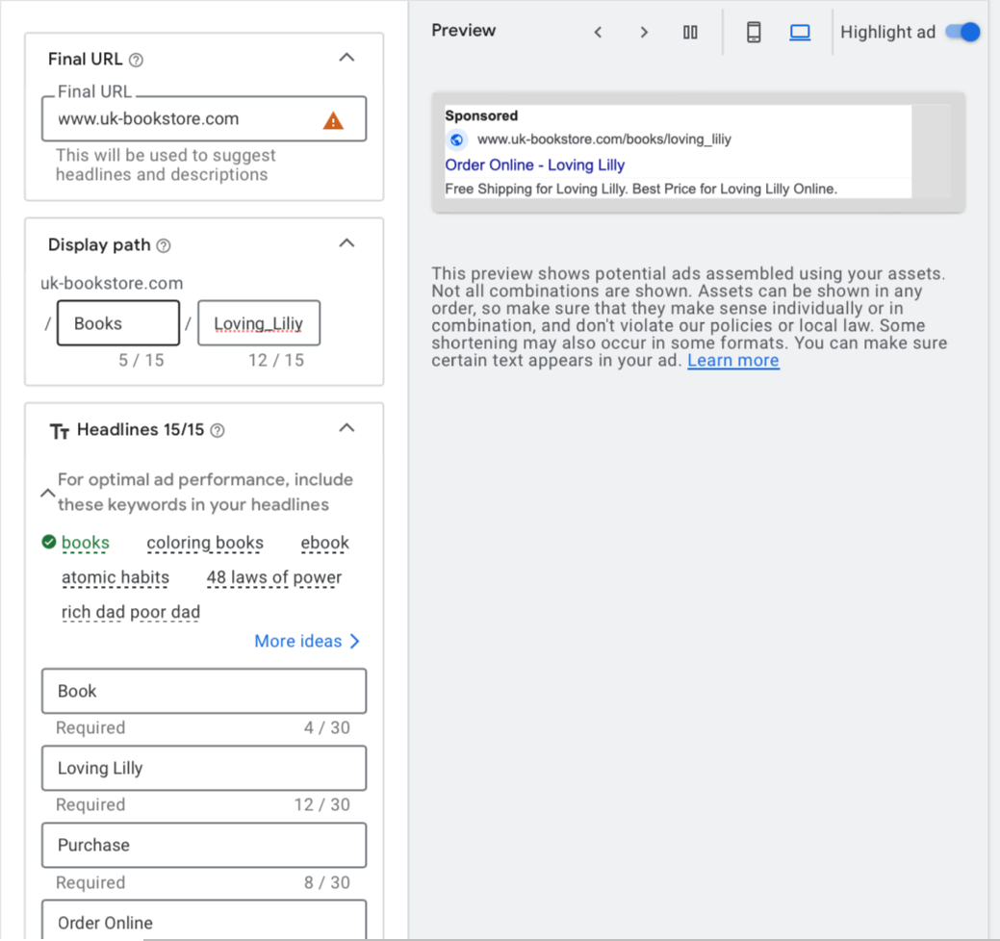 Final URL
Final URL
www.uk-bookstore.com
This will be used to suggest
headlines and descriptions
Display path
uk-bookstore.com
/ Books / Loving_Liliy
5 / 15 12 / 15
Headlines 15/15
For optimal ad performance, include
these keywords in your headlines
books coloring books ebook
atomic habits 48 laws of power
rich dad poor dad
More ideas
Book
Required 4 / 30
Loving Lilly
Required 12 / 30
Purchase
Required 8 / 30
Order Online
Preview
Highlight ad
Sponsored
www.uk-bookstore.com/books/loving_liliy
Order Online - Loving Lilly
Free Shipping for Loving Lilly. Best Price for Loving Lilly Online.
This preview shows potential ads assembled using your assets.
Not all combinations are shown. Assets can be shown in any
order, so make sure that they make sense individually or in
combination, and don't violate our policies or local law. Some
shortening may also occur in some formats. You can make sure
certain text appears in your ad. Learn more